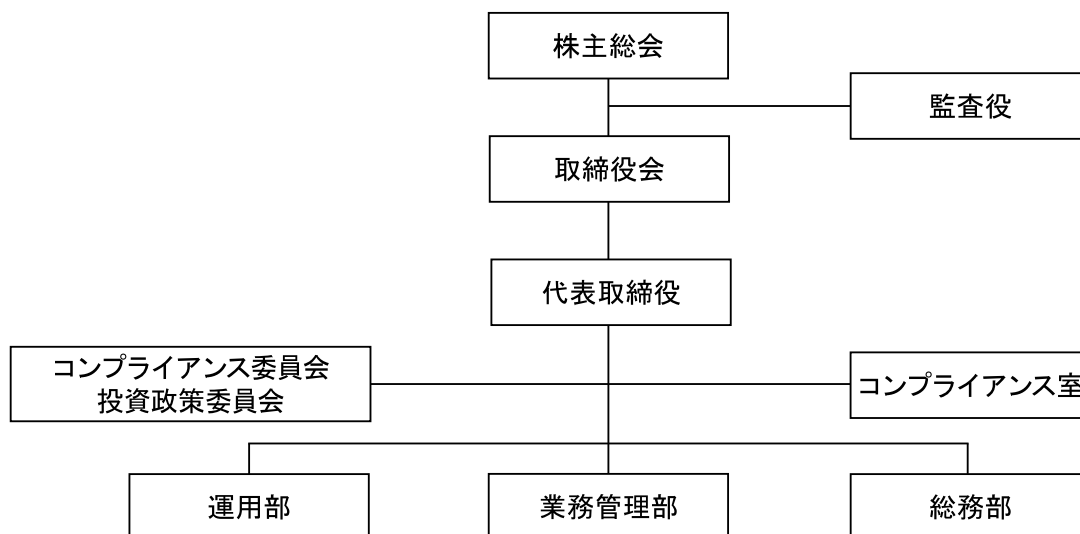 株主総会
監査役
取締役会
代表取締役
コンプライアンス委員会
投資政策委員会
コンプライアンス室
運用部
業務管理部
総務部